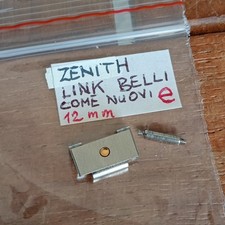 ZENITH
LINK BELLI
COME NUOVI e
12 mm